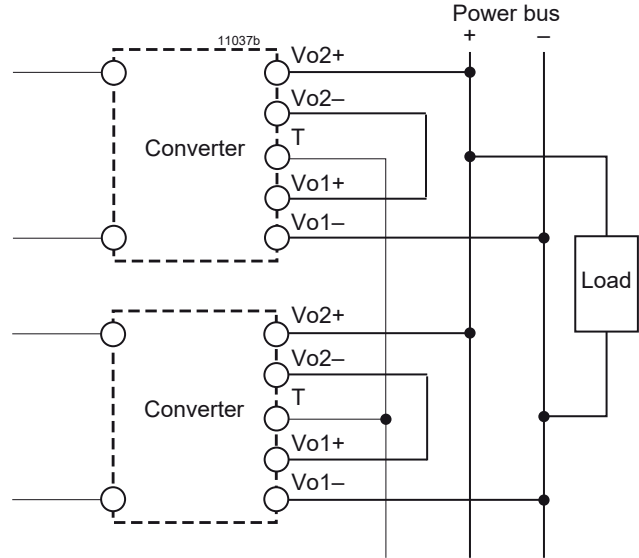 Power bus
+ –
11037b
Vo2+
Vo2–
T
Converter
Vo1+
Vo1–
Load
Vo2+
Vo2–
T
Converter
Vo1+
Vo1–